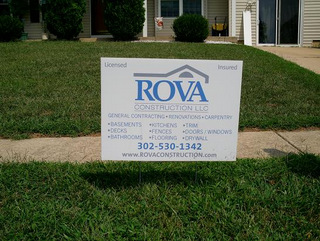 Licensed Insured
ROVA
CONSTRUCTION LLC
GENERAL CONTRACTING •RENOVATIONS •CARPENTRY
•BASEMENTS •KITCHENS •TRIM
•DECKS •FENCES •DOORS / WINDOWS
•BATHROOMS •FLOORING •DRYWALL
302-530-1342
www.ROVACONSTRUCTION.com